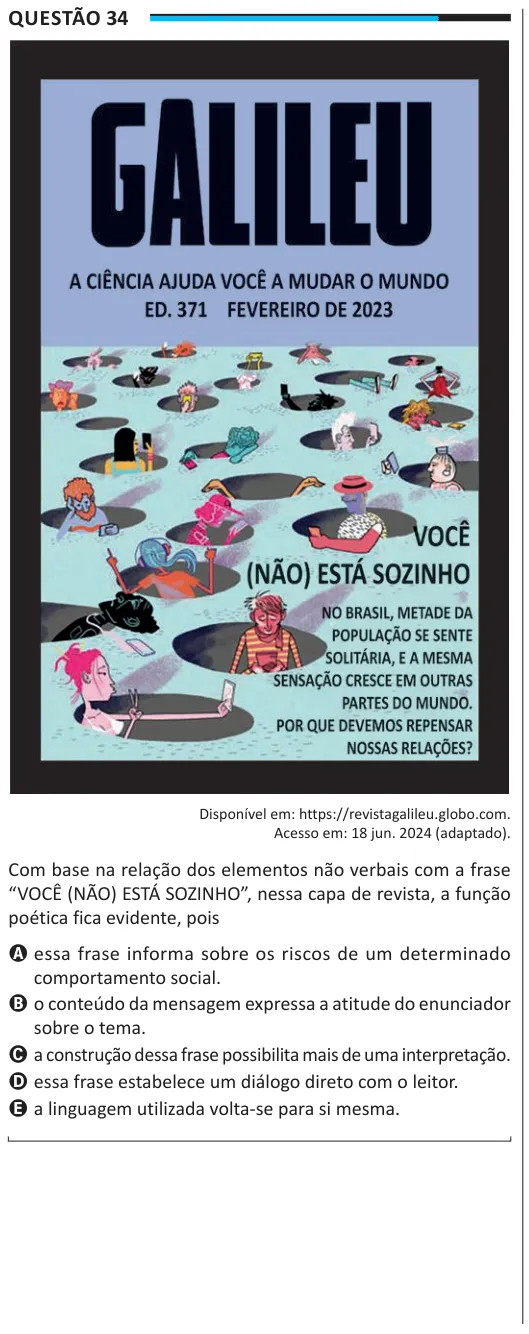 QUESTÃO 34
GALILEU
A CIÊNCIA AJUDA VOCÊ A MUDAR O MUNDO
ED. 371 FEVEREIRO DE 2023
VOCÊ
(NÃO) ESTÁ SOZINHO
NO BRASIL, METADE DA
POPULAÇÃO SE SENTE
SOLITÁRIA, E A MESMA
SENSAÇÃO CRESCE EM OUTRAS
PARTES DO MUNDO.
POR QUE DEVEMOS REPENSAR
NOSSAS RELAÇÕES?
Disponível em: https://revistagalileu.globo.com.
Acesso em: 18 jun. 2024 (adaptado).
Com base na relação dos elementos não verbais com a frase
“VOCÊ (NÃO) ESTÁ SOZINHO”, nessa capa de revista, a função
poética fica evidente, pois
A essa frase informa sobre os riscos de um determinado
comportamento social.
B o conteúdo da mensagem expressa a atitude do enunciador
sobre o tema.
C a construção dessa frase possibilita mais de uma interpretação.
D essa frase estabelece um diálogo direto com o leitor.
E a linguagem utilizada volta-se para si mesma.